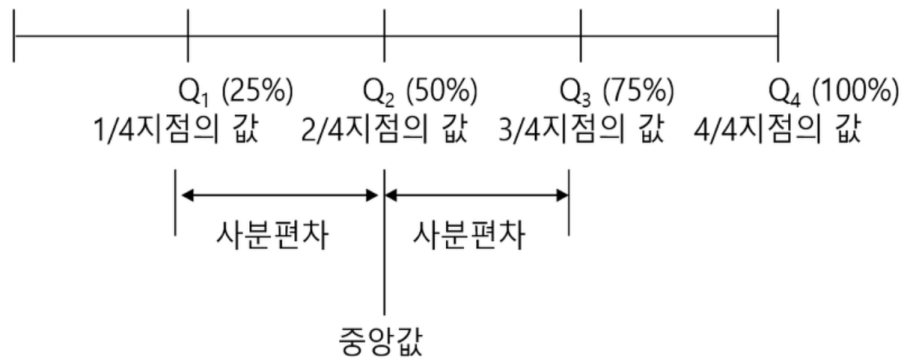 Q₁ (25%) Q₂ (50%) Q₃ (75%) Q₄ (100%)
1/4지점의 값 2/4지점의 값 3/4지점의 값 4/4지점의 값
사분편차 사분편차
중앙값